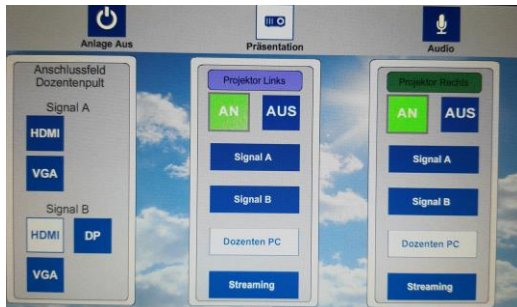 Anlage Aus
Präsentation
Audio
Anschlussfeld
Dozentenpult
Signal A
HDMI
VGA
Signal B
HDMI DP
VGA
Projektor Links
AN AUS
Signal A
Signal B
Dozenten PC
Streaming
Projektor Rechts
AN AUS
Signal A
Signal B
Dozenten PC
Streaming